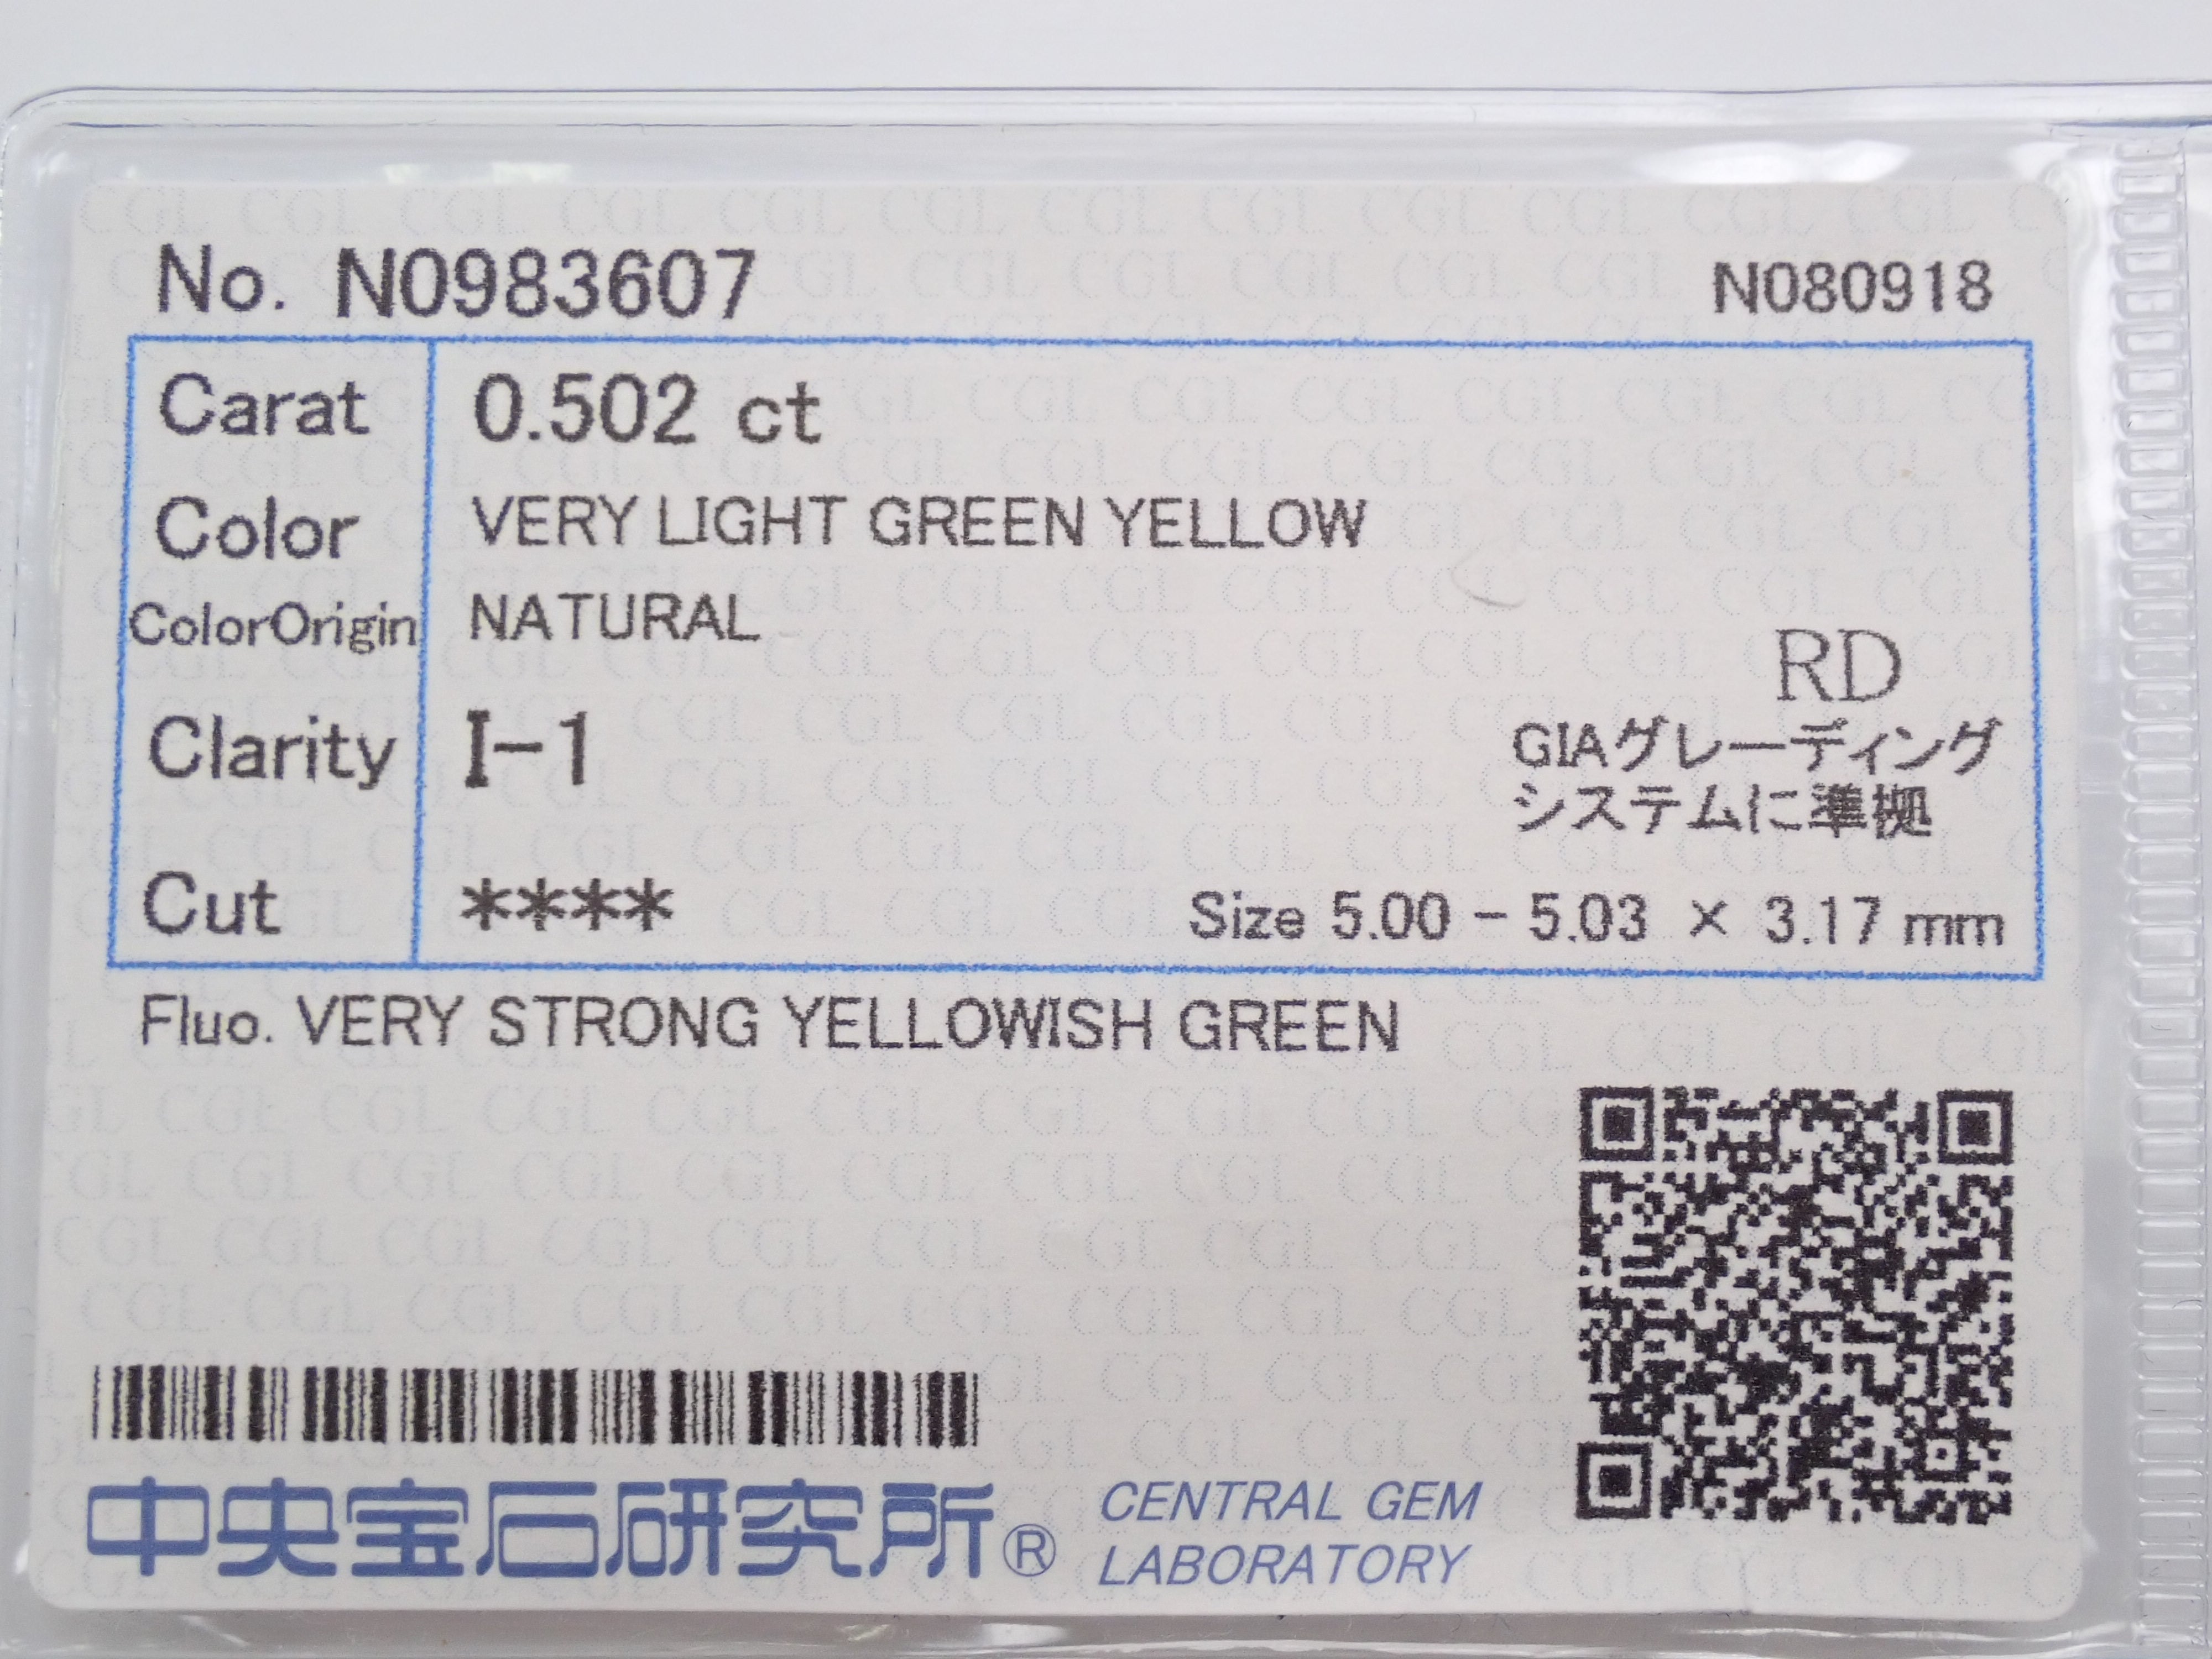 No. N0983607 N080918
Carat 0.502 ct
Color VERY LIGHT GREEN YELLOW
ColorOrigin NATURAL
RD
Clarity I-1
GIAグレーディング
システムに準拠
Cut ****
Size 5.00 - 5.03 × 3.17 mm
Fluo. VERY STRONG YELLOWISH GREEN
中央宝石研究所®
CENTRAL GEM
LABORATORY